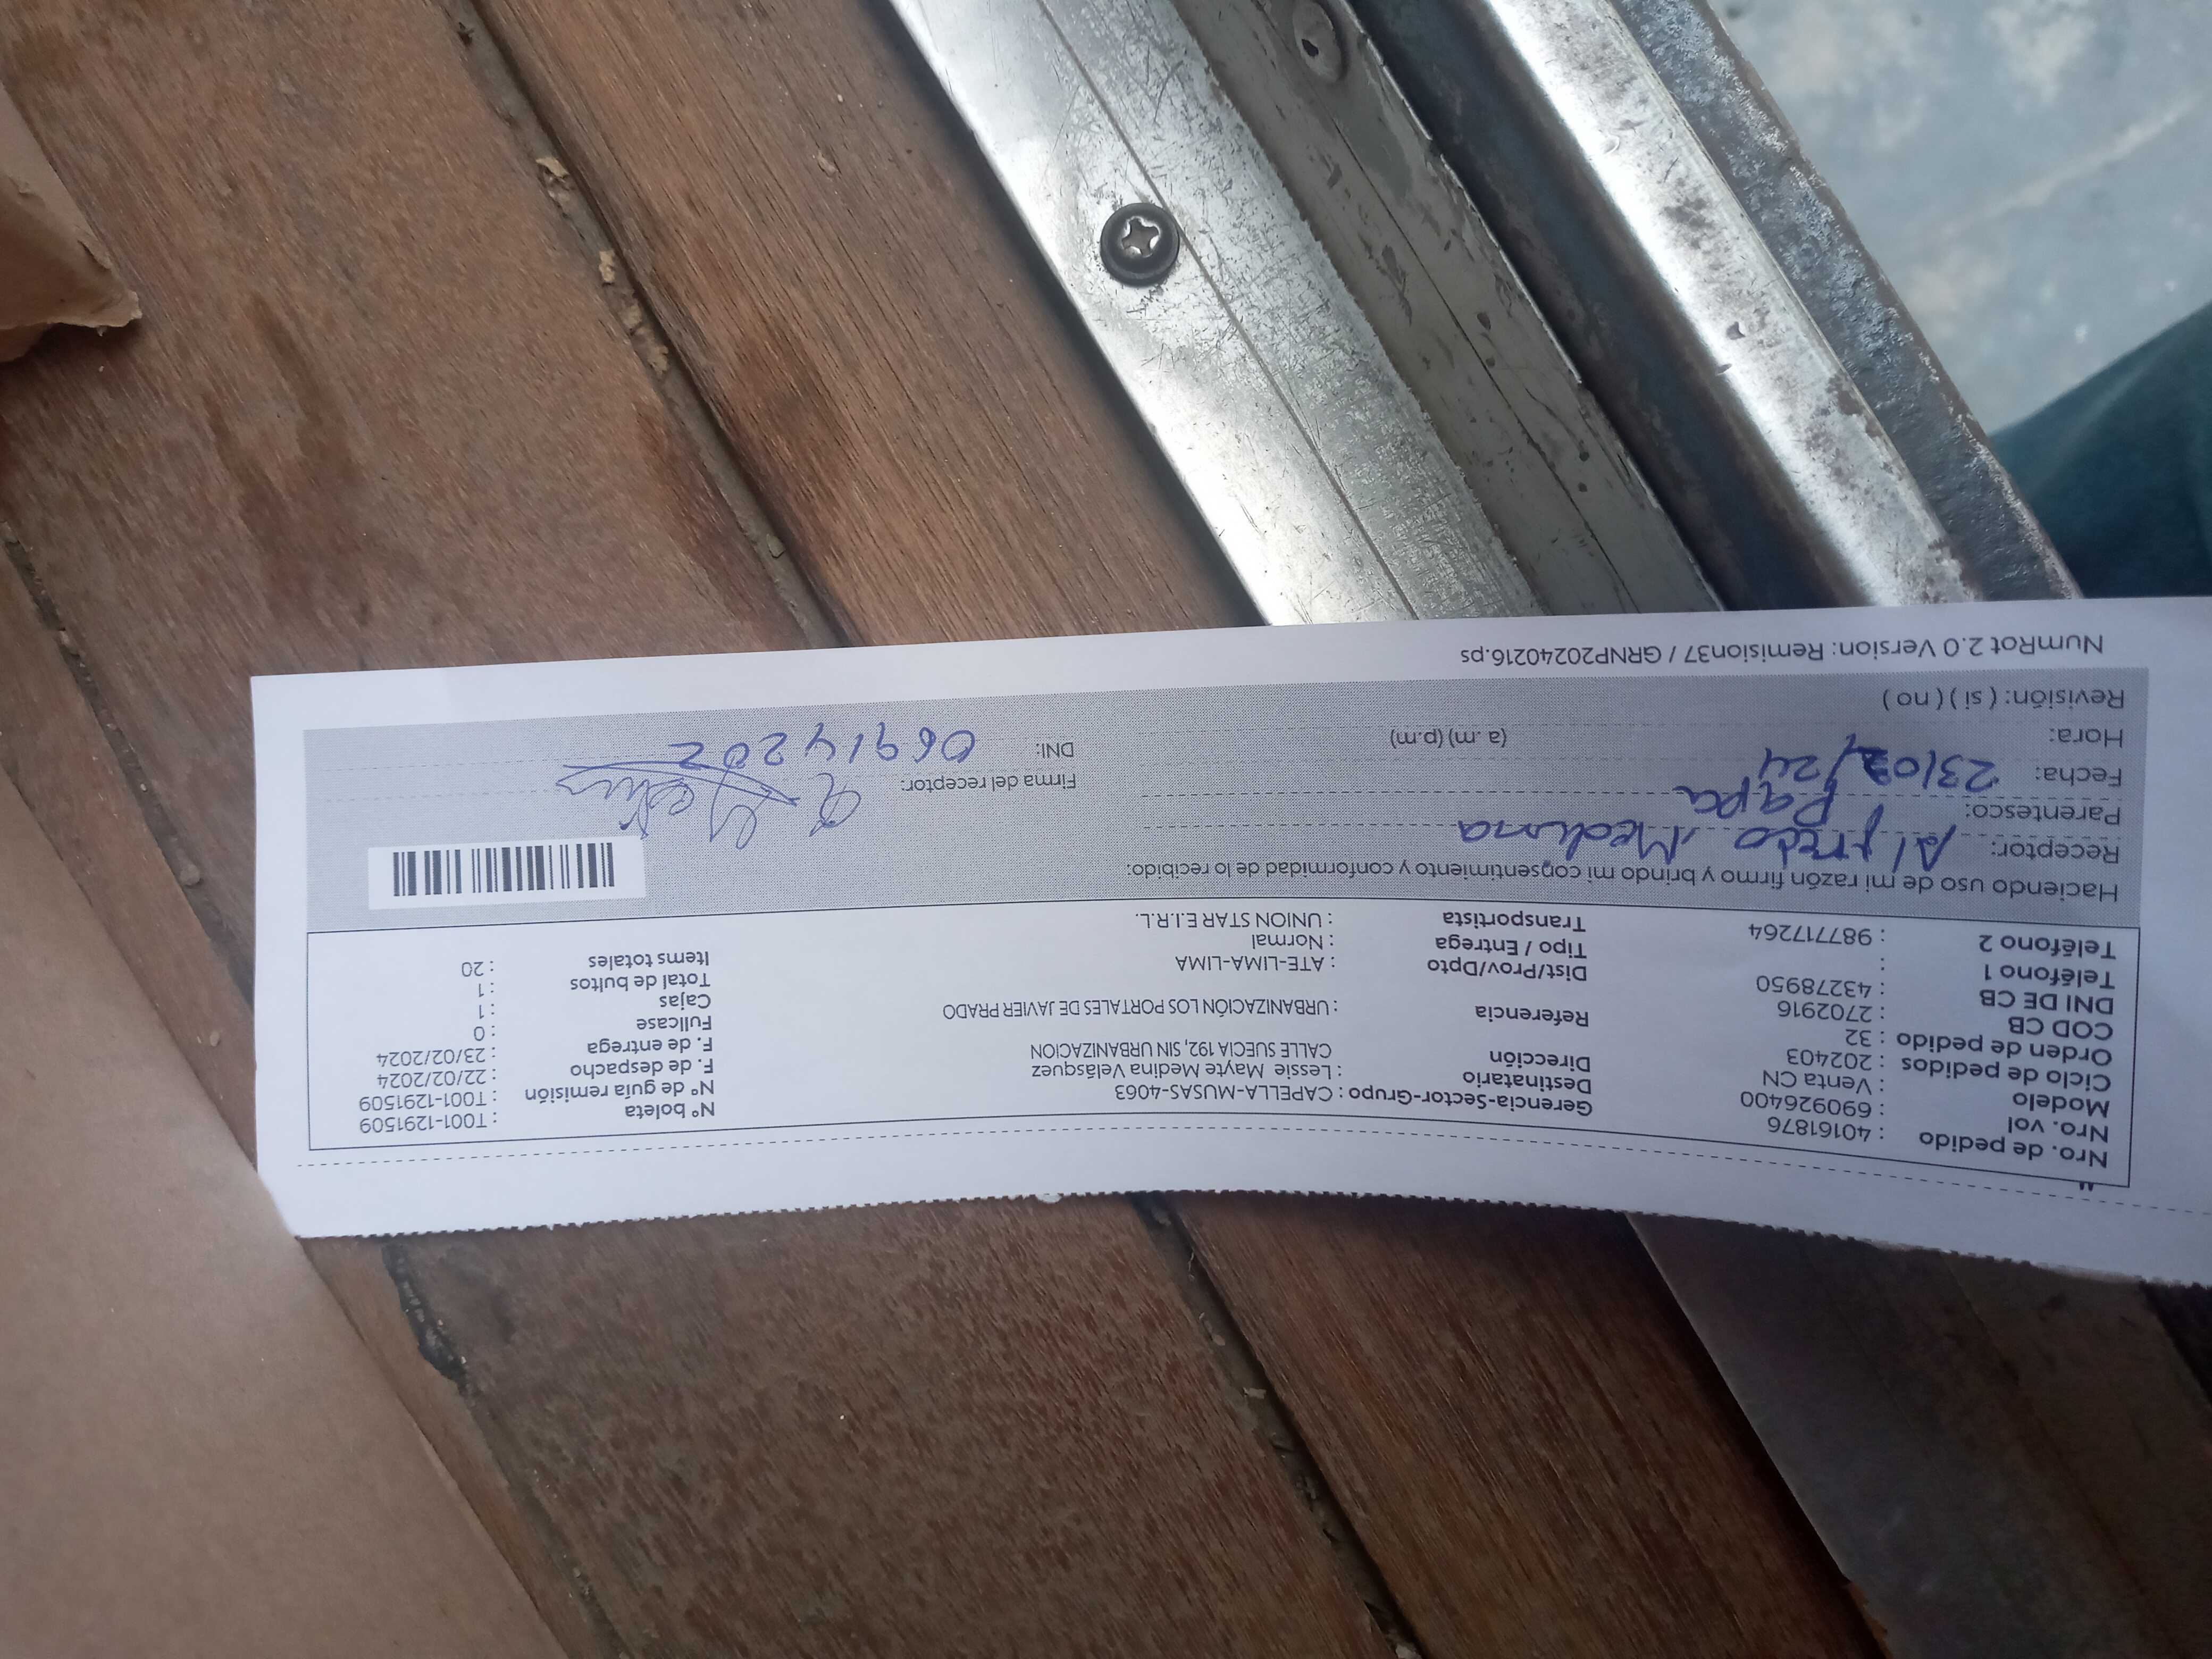 Nro. de pedido : 40161876
Nro. vol : 690926400
Modelo : Venta CN
Ciclo de pedidos : 202403
Orden de pedido : 32
COD CB : 2702916
DNI DE CB : 43278950
Teléfono 1 :
Teléfono 2 : 987717264
Gerencia-Sector-Grupo : CAPELLA-MUSAS-4063
Destinatario : Lessie Mayte Medina Velásquez
Dirección CALLE SUECIA 192, SIN URBANIZACION
Referencia : URBANIZACIÓN LOS PORTALES DE JAVIER PRADO
Dist/Prov/Dpto : ATE-LIMA-LIMA
Tipo / Entrega : Normal
Transportista : UNION STAR E.I.R.L.
Nº boleta : T001-1291509
Nº de guía remisión : T001-1291509
F. de despacho : 22/02/2024
F. de entrega : 23/02/2024
Fullcase : 0
Cajas : 1
Total de bultos : 1
Items totales : 20
Haciendo uso de mi razón firmo y brindo mi consentimiento y conformidad de lo recibido:
Receptor: Alfredo Medina
Parentesco: Papa
Fecha: 23/02/24
Hora: (a .m) (p.m)
Revisión: ( si ) ( no )
Firma del receptor:
DNI: 06914202
NumRot 2.0 Version: Remision37 / GRNP20240216.ps